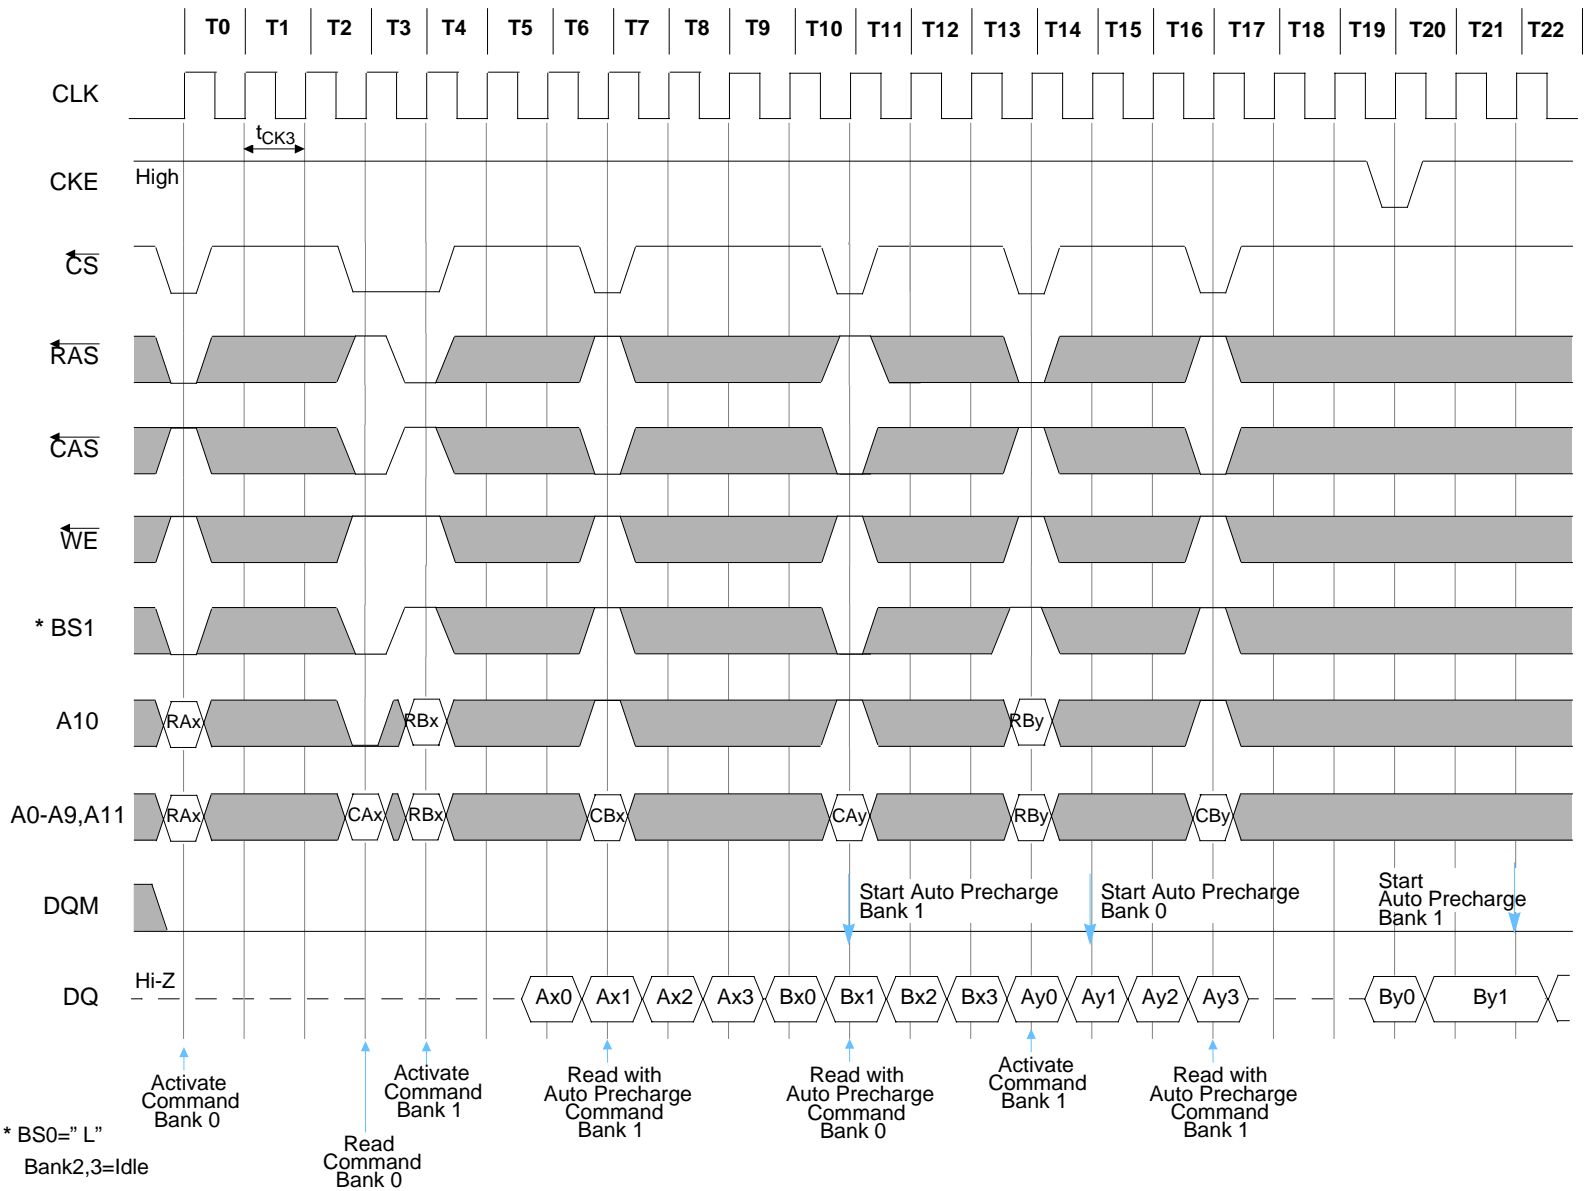 T0 T1 T2 T3 T4 T5 T6 T7 T8 T9 T10 T11 T12 T13 T14 T15 T16 T17 T18 T19 T20 T21 T22
CLK
tCK3
CKE High
CS
RAS
CAS
WE
* BS1
A10 RAx RBx RBy
A0-A9,A11 RAx CAx RBx CBx CAy RBy CBy
DQM
Start Auto Precharge
Bank 1
Start Auto Precharge
Bank 0
Start
Auto Precharge
Bank 1
DQ Hi-Z Ax0 Ax1 Ax2 Ax3 Bx0 Bx1 Bx2 Bx3 Ay0 Ay1 Ay2 Ay3 By0 By1
Activate
Command
Bank 0
Read
Command
Bank 0
Activate
Command
Bank 1
Read with
Auto Precharge
Command
Bank 1
Read with
Auto Precharge
Command
Bank 0
Activate
Command
Bank 1
Read with
Auto Precharge
Command
Bank 1
* BS0=” L”
Bank2,3=Idle